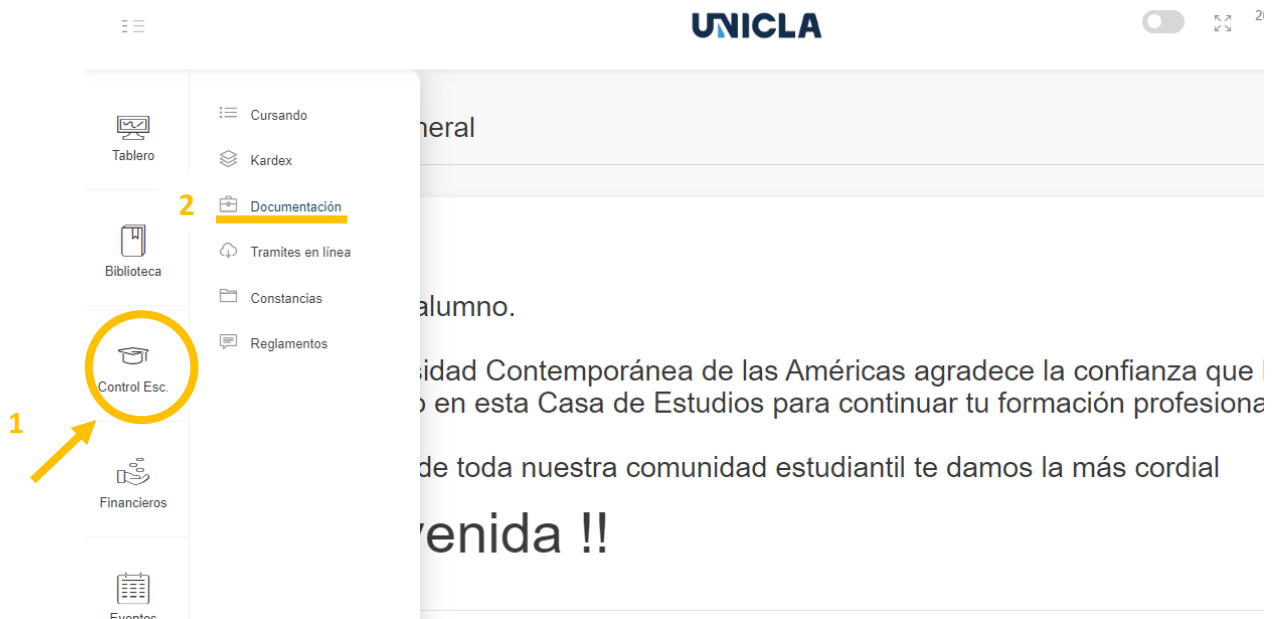 UNICLA
Tablero
Biblioteca
Control Esc.
1
Financieros
Eventos
Cursando
Kardex
2
Documentación
Tramites en línea
Constancias
Reglamentos
neral
alumno.
sidad Contemporánea de las Américas agradece la confianza que
o en esta Casa de Estudios para continuar tu formación profesiona
de toda nuestra comunidad estudiantil te damos la más cordial
venida !!